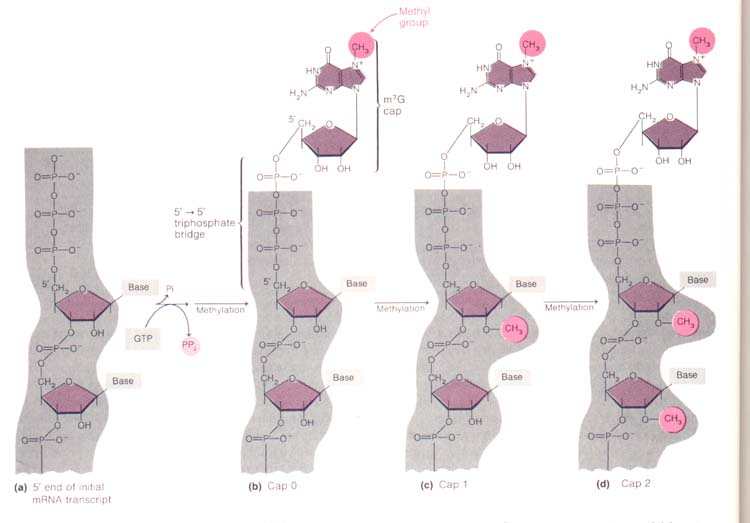 Methyl
group
CH₃
O
N⁺
HN
H₂N
N
N
m⁷G
cap
5′
CH₂
O
OH OH
O
O=P—O⁻
O
CH₃
O
N⁺
HN
H₂N
N
N
CH₂
O
OH OH
O
O=P—O⁻
O
CH₃
O
N⁺
HN
H₂N
N
N
CH₂
O
OH OH
O
O=P—O⁻
O
O⁻
O=P—O⁻
O
O=P—O⁻
O
O=P—O⁻
O
5′
CH₂
O
Base
OH
O
O=P—O⁻
O
5′
CH₂
O
Base
OH
O
O=P—O⁻
Pi
GTP
PPᵢ
Methylation
5′ → 5′
triphosphate
bridge
O=P—O⁻
O
O=P—O⁻
O
O=P—O⁻
O
5′
CH₂
O
Base
OH
O
O=P—O⁻
O
CH₂
O
Base
OH
O
O=P—O⁻
Methylation
O=P—O⁻
O
O=P—O⁻
O
O=P—O⁻
O
CH₂
O
Base
O—CH₃
O
O=P—O⁻
O
CH₂
O
Base
OH
O
O=P—O⁻
Methylation
O=P—O⁻
O
O=P—O⁻
O
O=P—O⁻
O
CH₂
O
Base
O—CH₃
O
O=P—O⁻
O
CH₂
O
Base
O—CH₃
O
O=P—O⁻
(a) 5′ end of initial
mRNA transcript
(b) Cap 0
(c) Cap 1
(d) Cap 2